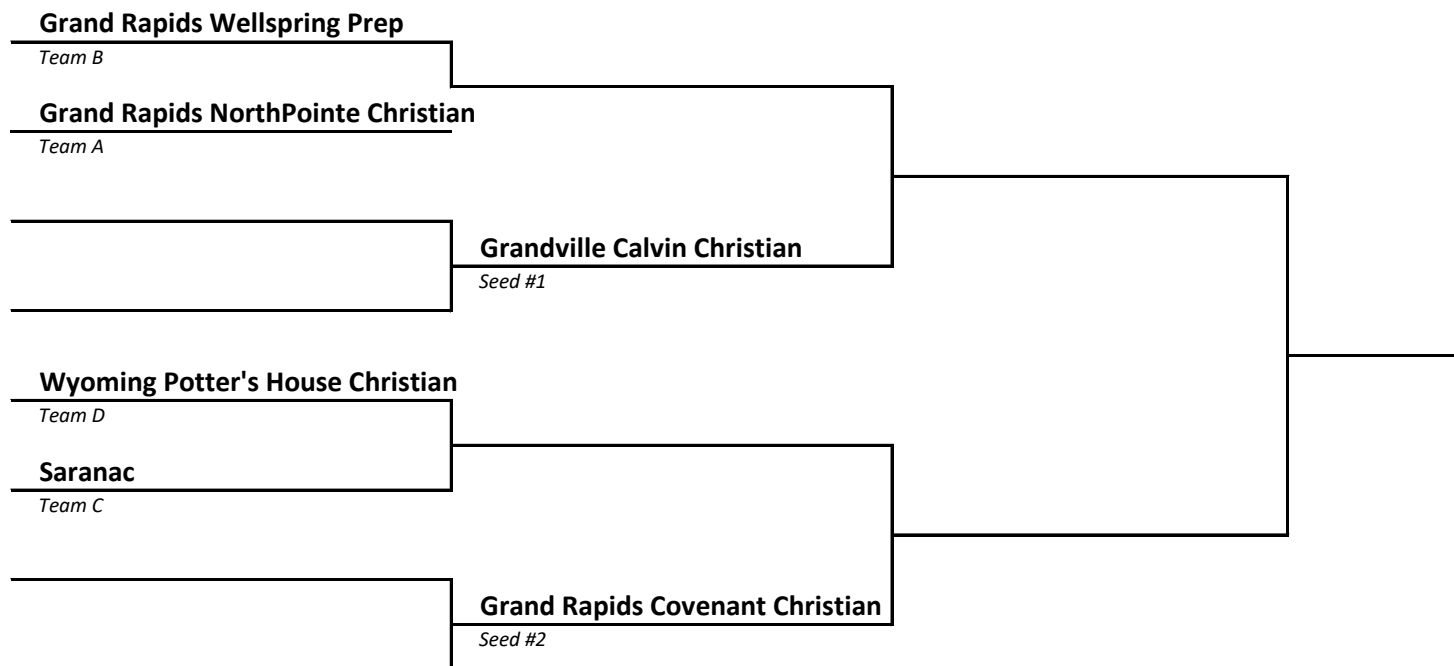 Grand Rapids Wellspring Prep
Team B
Grand Rapids NorthPointe Christian
Team A
Grandville Calvin Christian
Seed #1
Wyoming Potter's House Christian
Team D
Saranac
Team C
Grand Rapids Covenant Christian
Seed #2